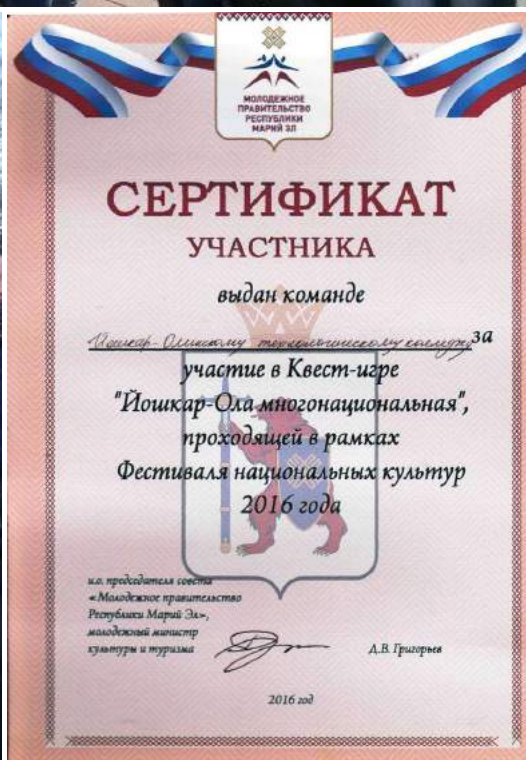 МОЛОДЕЖНОЕ
ПРАВИТЕЛЬСТВО
РЕСПУБЛИКИ
МАРИЙ ЭЛ
СЕРТИФИКАТ
УЧАСТНИКА
выдан команде
Йошкар-Олинскому технологическому колледжу за
участие в Квест-игре
"Йошкар-Ола многонациональная",
проходящей в рамках
Фестиваля национальных культур
2016 года
и.о. председателя совета
«Молодежное правительство
Республики Марий Эл»,
молодежный министр
культуры и туризма
Д.В. Григорьев
2016 год